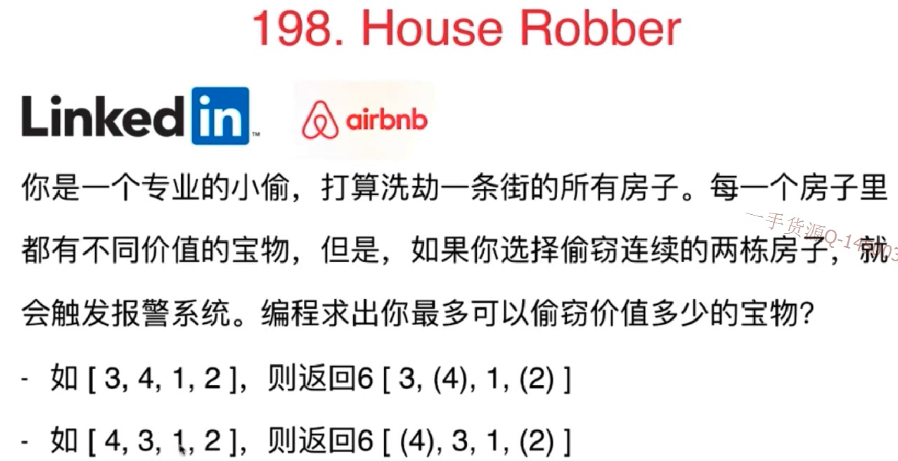 198. House Robber
Linked in™ airbnb
你是一个专业的小偷，打算洗劫一条街的所有房子。每一个房子里
都有不同价值的宝物，但是，如果你选择偷窃连续的两栋房子，就
会触发报警系统。编程求出你最多可以偷窃价值多少的宝物？
- 如 [ 3, 4, 1, 2 ]，则返回6 [ 3, (4), 1, (2) ]
- 如 [ 4, 3, 1, 2 ]，则返回6 [ (4), 3, 1, (2) ]
一手货源